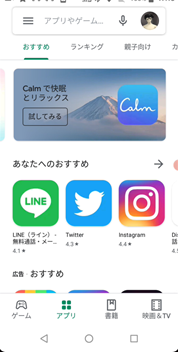 アプリやゲーム...
おすすめ
ランキング
親子向け
カ
Calm で快眠
とリラックス
試してみる
Calm
あなたへのおすすめ
LINE
LINE（ライン） -
無料通話・メー...
4.1★
Twitter
4.3★
Instagram
4.4★
Dis
広告・おすすめ
ゲーム
アプリ
書籍
映画＆TV